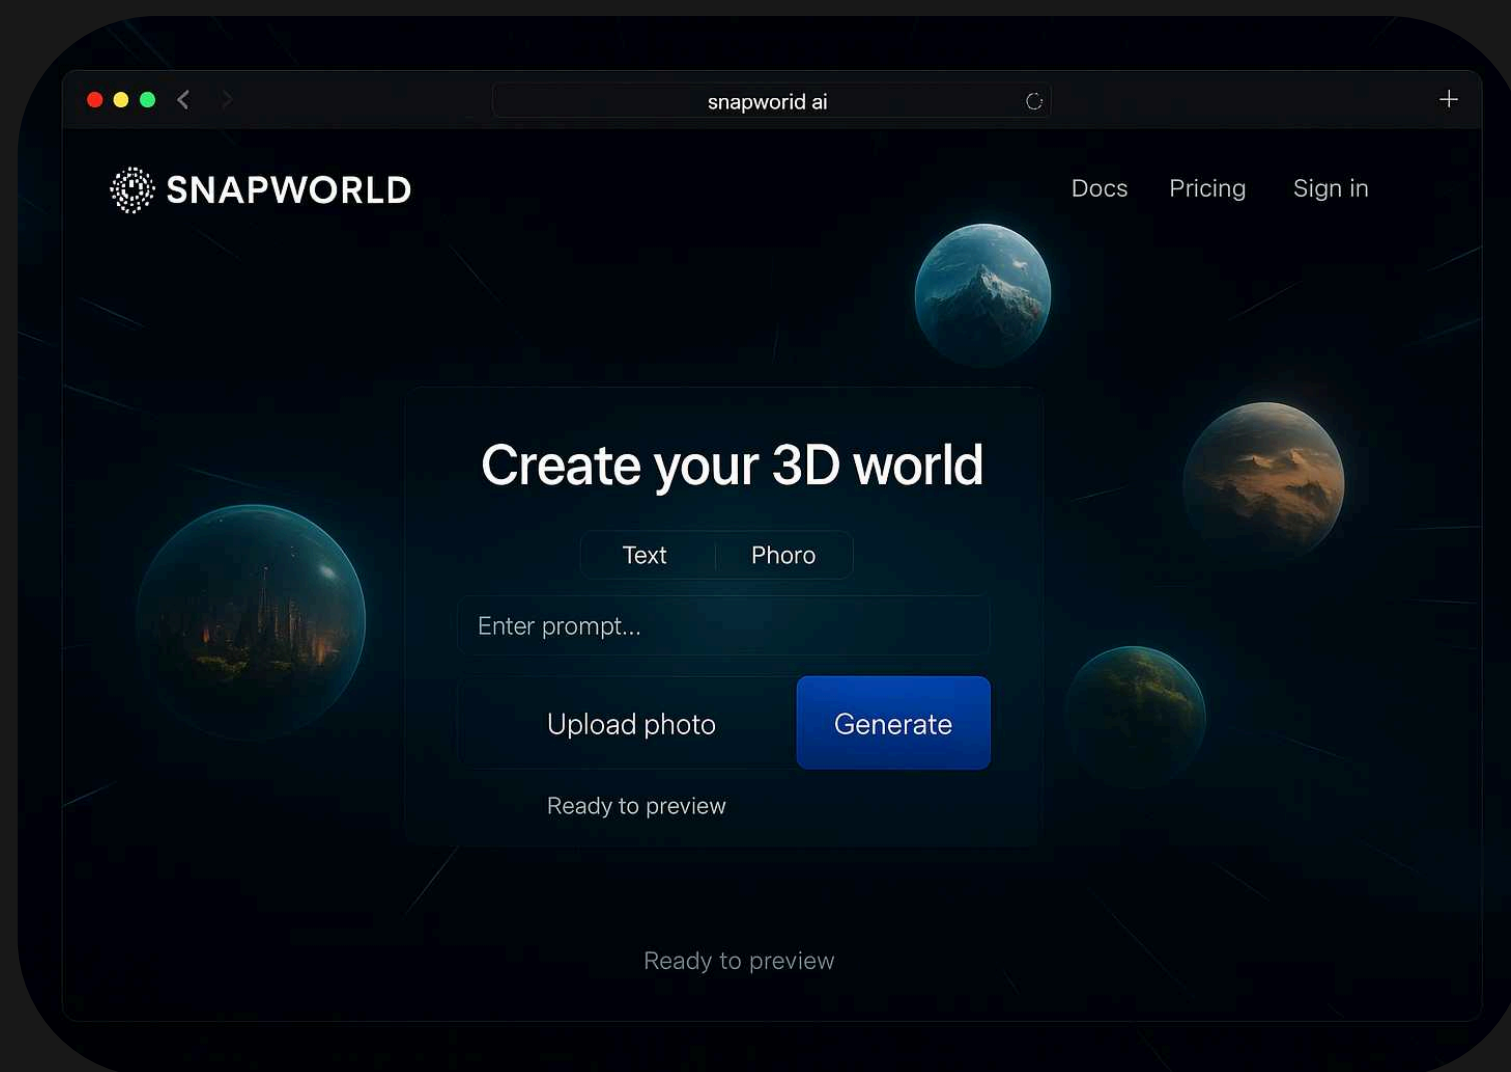 snapworid ai
SNAPWORLD
Docs Pricing Sign in
Create your 3D world
Text Phoro
Enter prompt...
Upload photo Generate
Ready to preview
Ready to preview